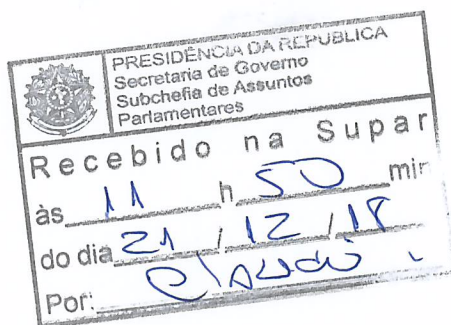 PRESIDÊNCIA DA REPÚBLICA
Secretaria de Governo
Subchefia de Assuntos
Parlamentares
Recebido na Supar
às 11 h 50 min
do dia 21 / 12 / 18
Por: